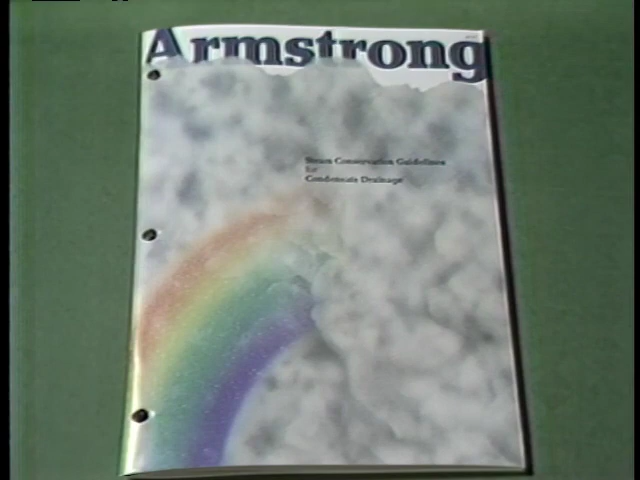 Armstrong
Steam Conservation Guidelines
for
Condensate Drainage